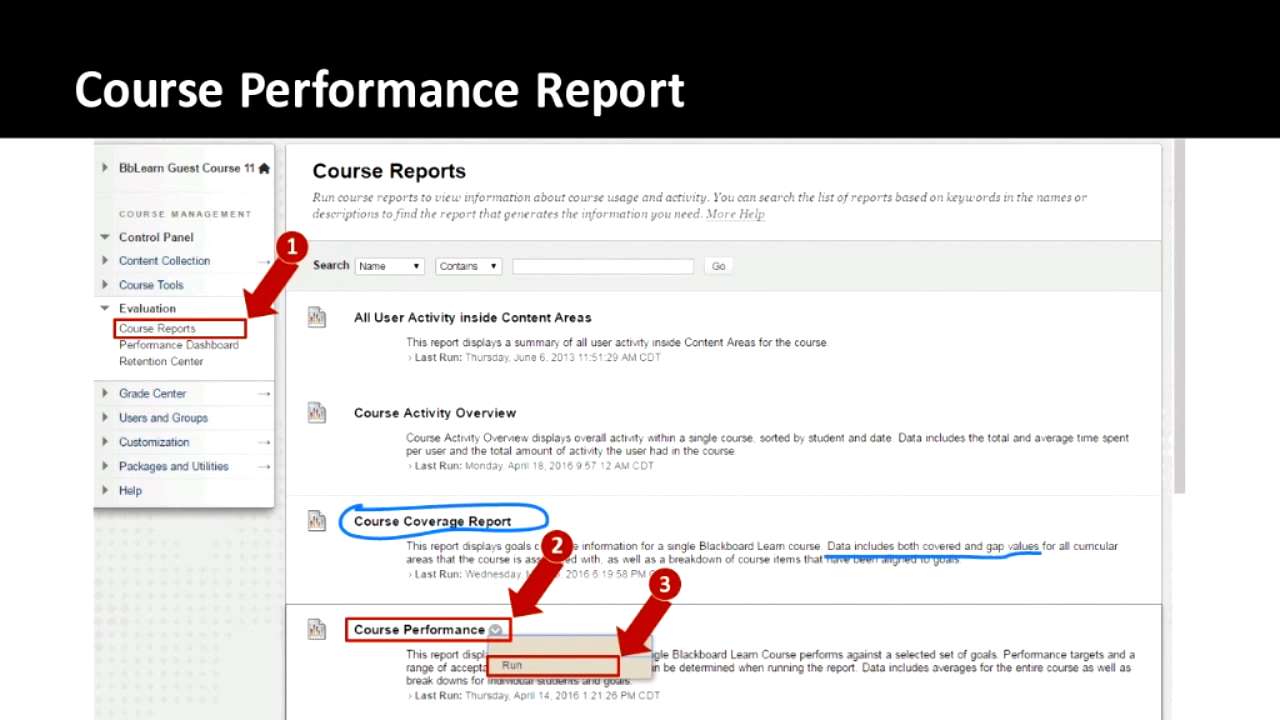 Course Performance Report
BbLearn Guest Course 11
COURSE MANAGEMENT
Control Panel
Content Collection
Course Tools
Evaluation
Course Reports
Performance Dashboard
Retention Center
Grade Center
Users and Groups
Customization
Packages and Utilities
Help
1
Course Reports
Run course reports to view information about course usage and activity. You can search the list of reports based on keywords in the names or
descriptions to find the report that generates the information you need. More Help
Search Name Contains Go
All User Activity inside Content Areas
This report displays a summary of all user activity inside Content Areas for the course.
› Last Run: Thursday, June 6, 2013 11:51:29 AM CDT
Course Activity Overview
Course Activity Overview displays overall activity within a single course, sorted by student and date. Data includes the total and average time spent
per user and the total amount of activity the user had in the course.
› Last Run: Monday, April 18, 2016 9:57:12 AM CDT
Course Coverage Report
2
This report displays goals information for a single Blackboard Learn course. Data includes both covered and gap values for all curricular
areas that the course is with, as well as a breakdown of course items that have been aligned to goals.
› Last Run: Wednesday, 2016 6:19:58 PM
3
Course Performance
This report Blackboard Learn Course performs against a selected set of goals. Performance targets and a
range of be determined when running the report. Data includes averages for the entire course as well as
Run
break downs for individual students and goals.
› Last Run: Thursday, April 14, 2016 1:21:26 PM CDT